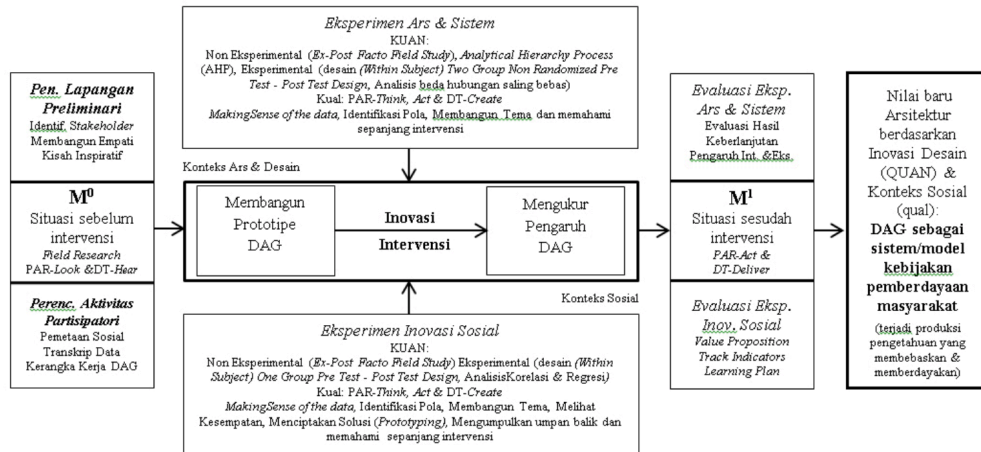 Pen. Lapangan
Preliminari
Identif. Stakeholder
Membangun Empati
Kisah Inspiratif
M⁰
Situasi sebelum
intervensi
Field Research
PAR-Look &DT-Hear
Perenc. Aktivitas
Partisipatori
Pemetaan Sosial
Transkrip Data
Kerangka Kerja DAG
Eksperimen Ars & Sistem
KUAN:
Non Eksperimental (Ex-Post Facto Field Study), Analytical Hierarchy Process
(AHP), Eksperimental (desain (Within Subject) Two Group Non Randomized Pre
Test - Post Test Design, Analisis beda hubungan saling bebas)
Kual: PAR-Think, Act & DT-Create
MakingSense of the data, Identifikasi Pola, Membangun Tema dan memahami
sepanjang intervensi
Konteks Ars & Desain
Membangun
Prototipe
DAG
Inovasi
Intervensi
Mengukur
Pengaruh
DAG
Konteks Sosial
Eksperimen Inovasi Sosial
KUAN:
Non Eksperimental (Ex-Post Facto Field Study) Eksperimental (desain (Within
Subject) One Group Pre Test - Post Test Design, AnalisisKorelasi & Regresi)
Kual: PAR-Think, Act & DT-Create
MakingSense of the data, Identifikasi Pola, Membangun Tema, Melihat
Kesempatan, Menciptakan Solusi (Prototyping), Mengumpulkan umpan balik dan
memahami sepanjang intervensi
Evaluasi Eksp.
Ars & Sistem
Evaluasi Hasil
Keberlanjutan
Pengaruh Int. &Eks.
M¹
Situasi sesudah
intervensi
PAR-Act &
DT-Deliver
Evaluasi Eksp.
Inov. Sosial
Value Proposition
Track Indicators
Learning Plan
Nilai baru
Arsitektur
berdasarkan
Inovasi Desain
(QUAN) &
Konteks Sosial
(qual):
DAG sebagai
sistem/model
kebijakan
pemberdayaan
masyarakat
(terjadi produksi
pengetahuan yang
membebaskan &
memberdayakan)